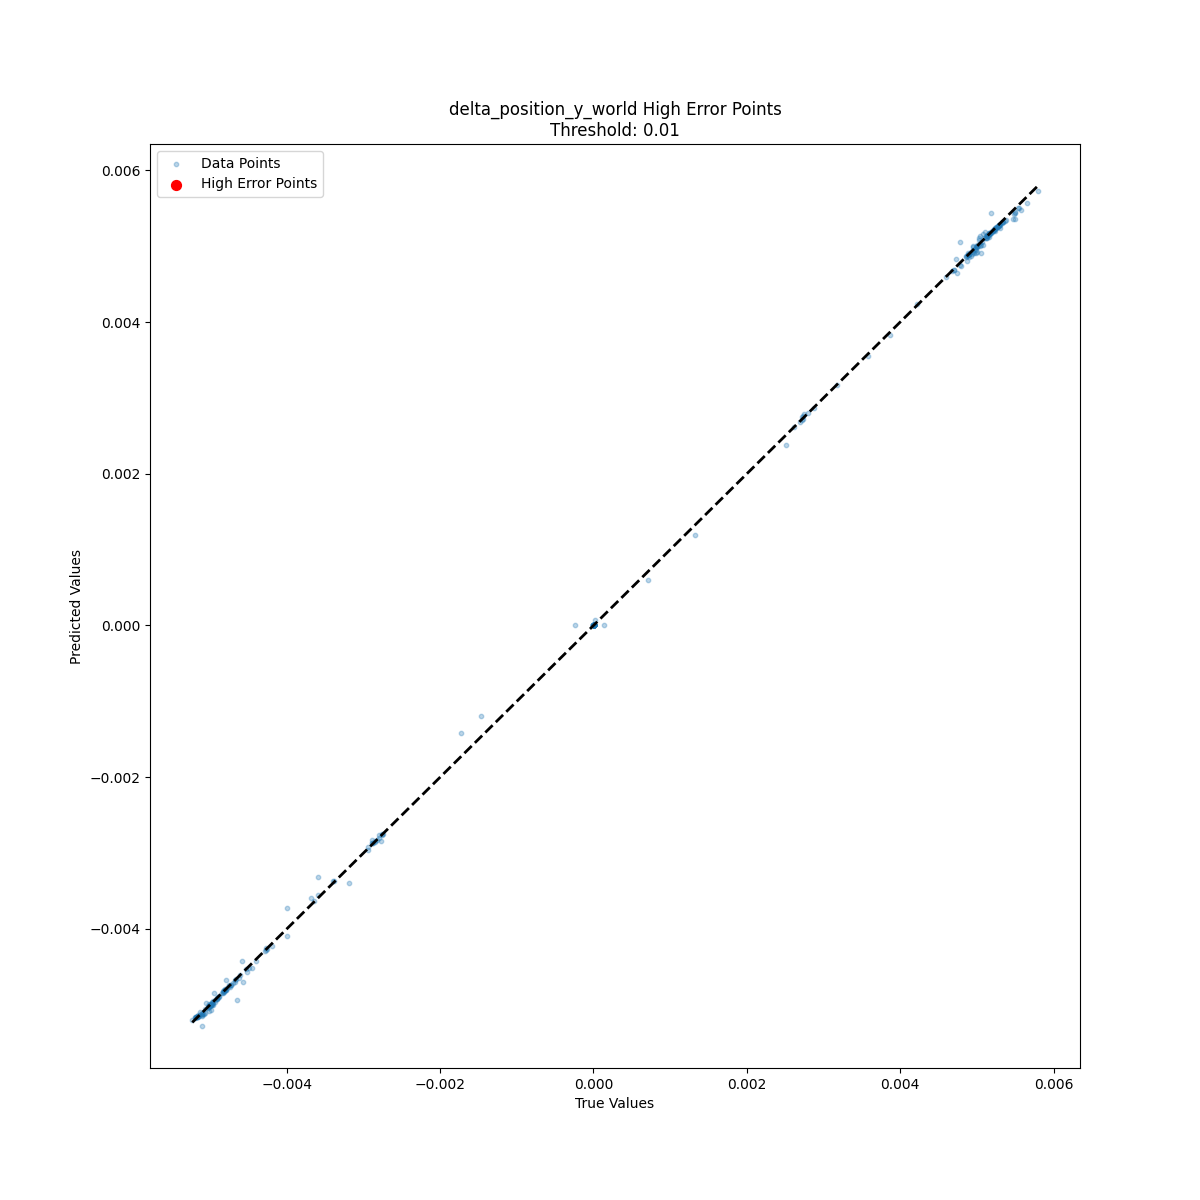 delta_position_y_world High Error Points
Threshold: 0.01
Data Points
High Error Points
0.006
0.004
0.002
0.000
−0.002
−0.004
Predicted Values
−0.004
−0.002
0.000
0.002
0.004
0.006
True Values